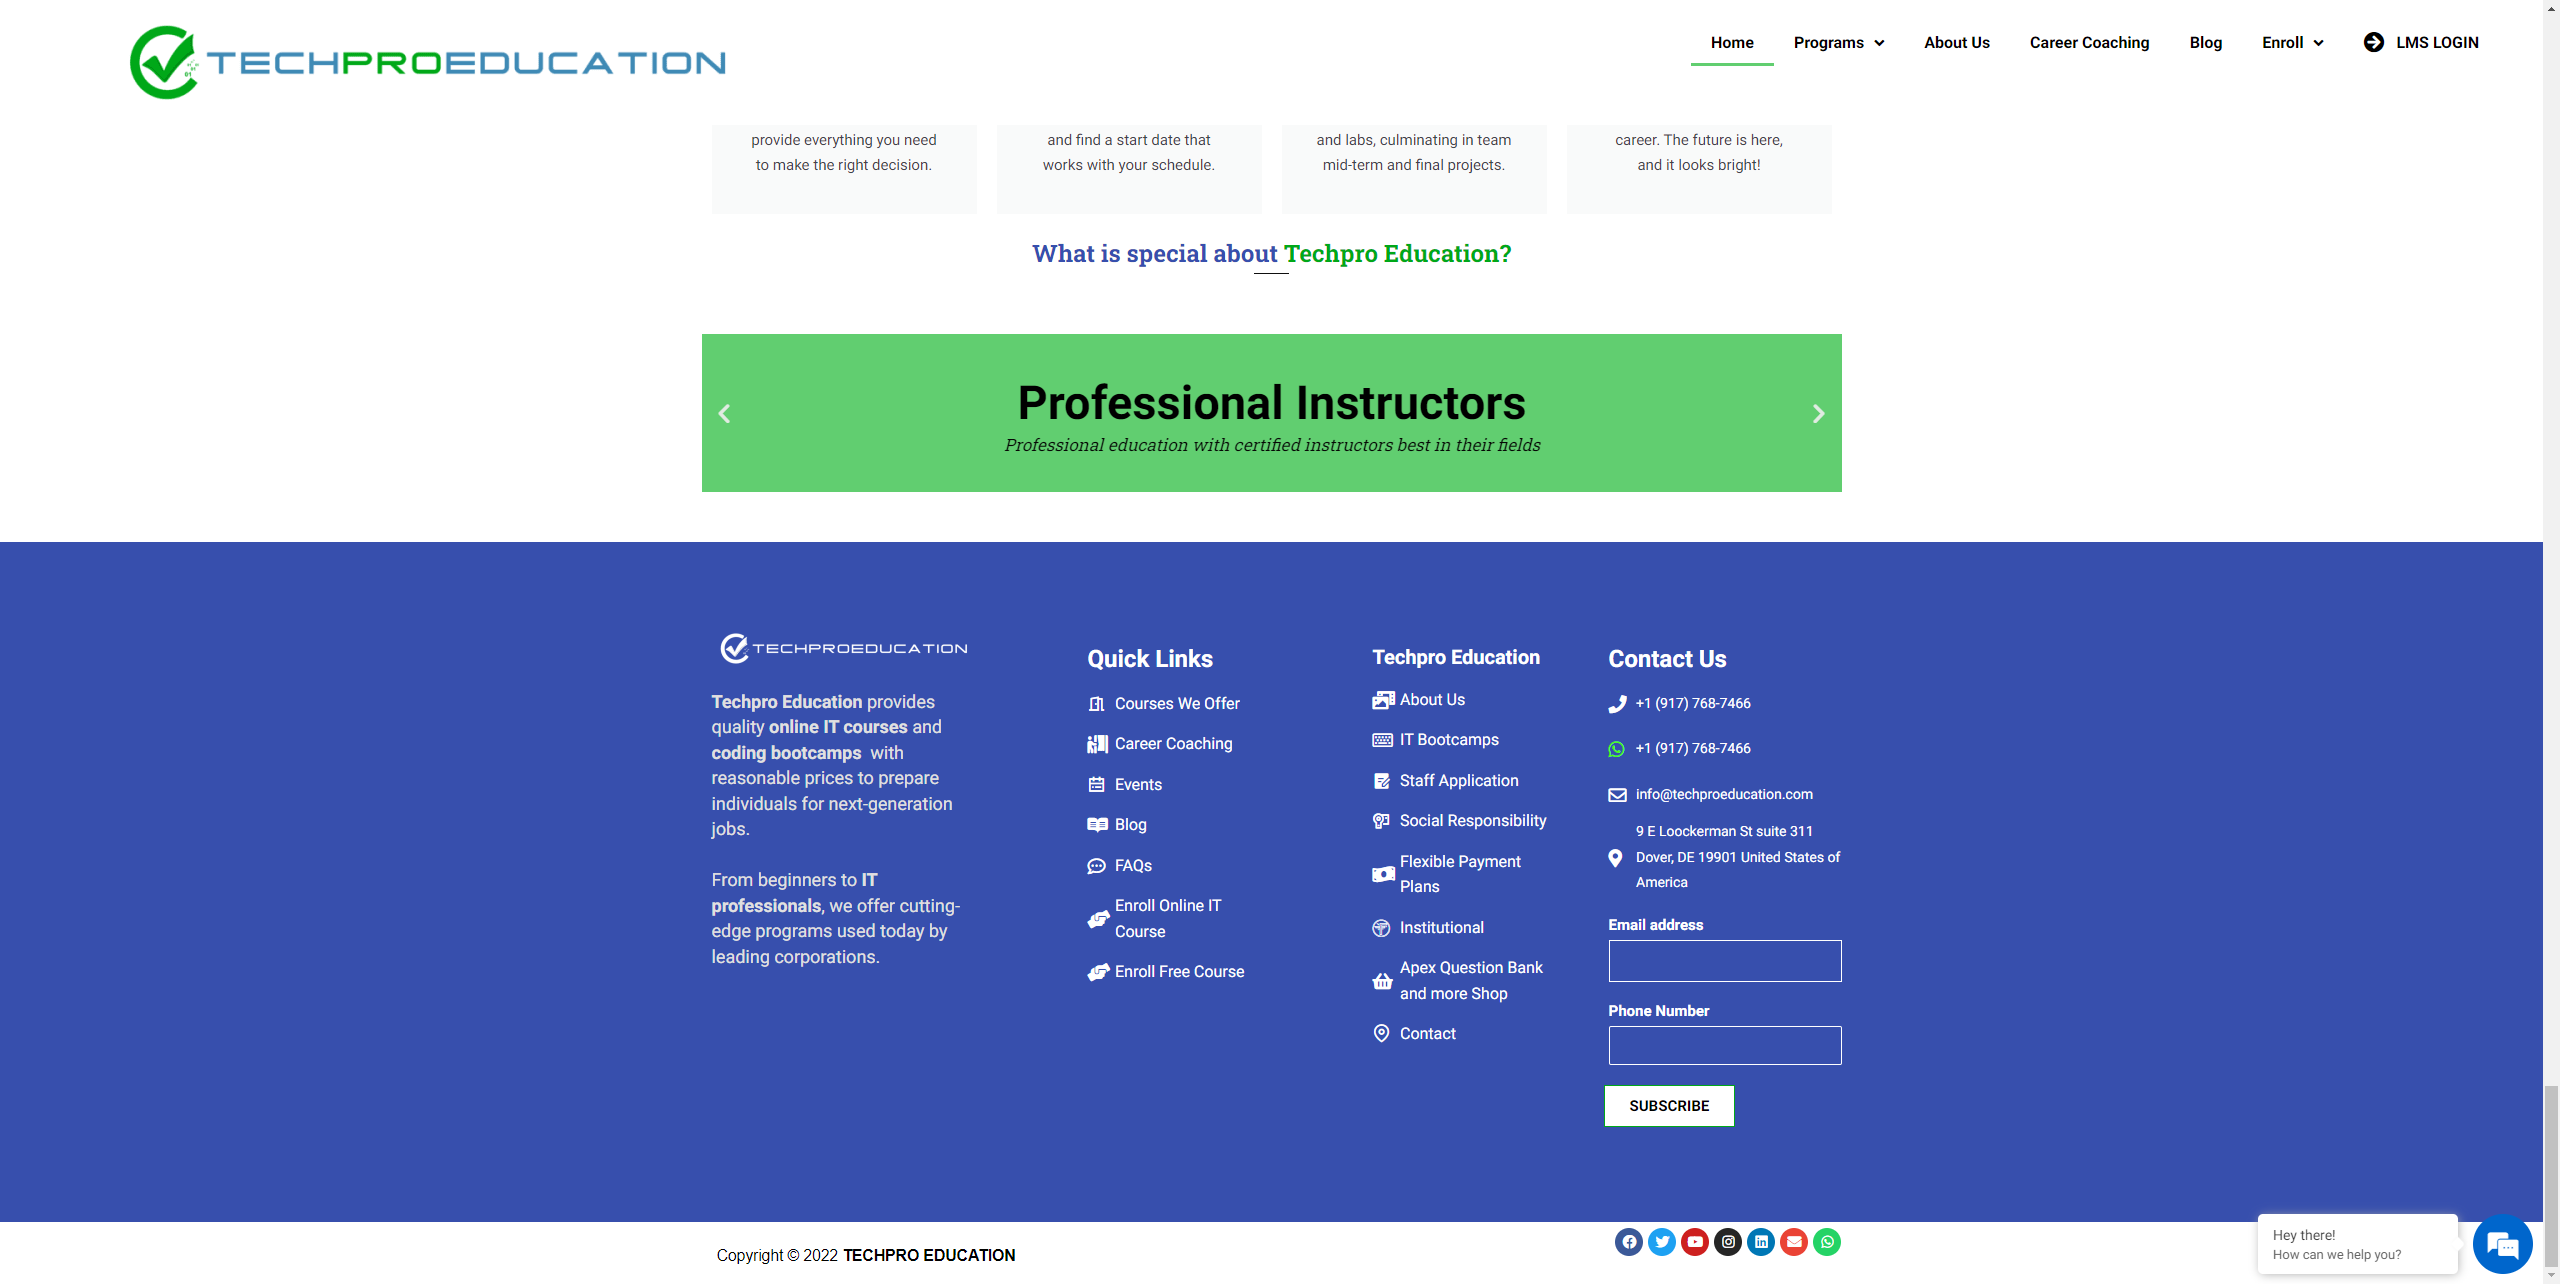 TECHPROEDUCATION
Home
Programs
About Us
Career Coaching
Blog
Enroll
LMS LOGIN
provide everything you need
to make the right decision.
and find a start date that
works with your schedule.
and labs, culminating in team
mid-term and final projects.
career. The future is here,
and it looks bright!
What is special about Techpro Education?
Professional Instructors
Professional education with certified instructors best in their fields
TECHPROEDUCATION
Techpro Education provides
quality online IT courses and
coding bootcamps with
reasonable prices to prepare
individuals for next-generation
jobs.
From beginners to IT
professionals, we offer cutting-
edge programs used today by
leading corporations.
Quick Links
Courses We Offer
Career Coaching
Events
Blog
FAQs
Enroll Online IT
Course
Enroll Free Course
Techpro Education
About Us
IT Bootcamps
Staff Application
Social Responsibility
Flexible Payment
Plans
Institutional
Apex Question Bank
and more Shop
Contact
Contact Us
+1 (917) 768-7466
+1 (917) 768-7466
info@techproeducation.com
9 E Loockerman St suite 311
Dover, DE 19901 United States of
America
Email address
Phone Number
SUBSCRIBE
Copyright © 2022 TECHPRO EDUCATION
Hey there!
How can we help you?